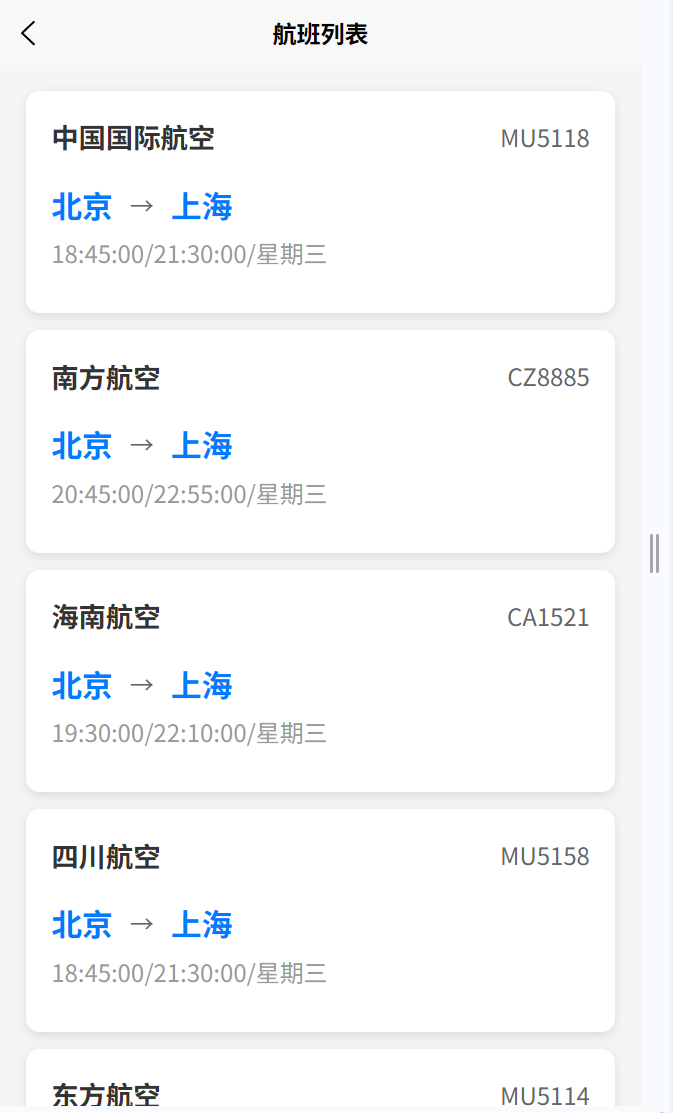 航班列表
中国国际航空 MU5118
北京 → 上海
18:45:00/21:30:00/星期三
南方航空 CZ8885
北京 → 上海
20:45:00/22:55:00/星期三
海南航空 CA1521
北京 → 上海
19:30:00/22:10:00/星期三
四川航空 MU5158
北京 → 上海
18:45:00/21:30:00/星期三
东方航空 MU5114